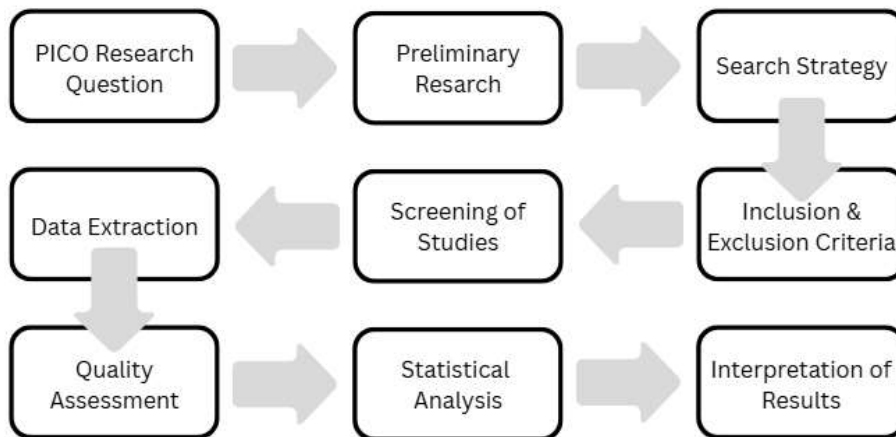 PICO Research
Question
Preliminary
Resarch
Search Strategy
Inclusion &
Exclusion Criteria
Screening of
Studies
Data Extraction
Quality
Assessment
Statistical
Analysis
Interpretation of
Results